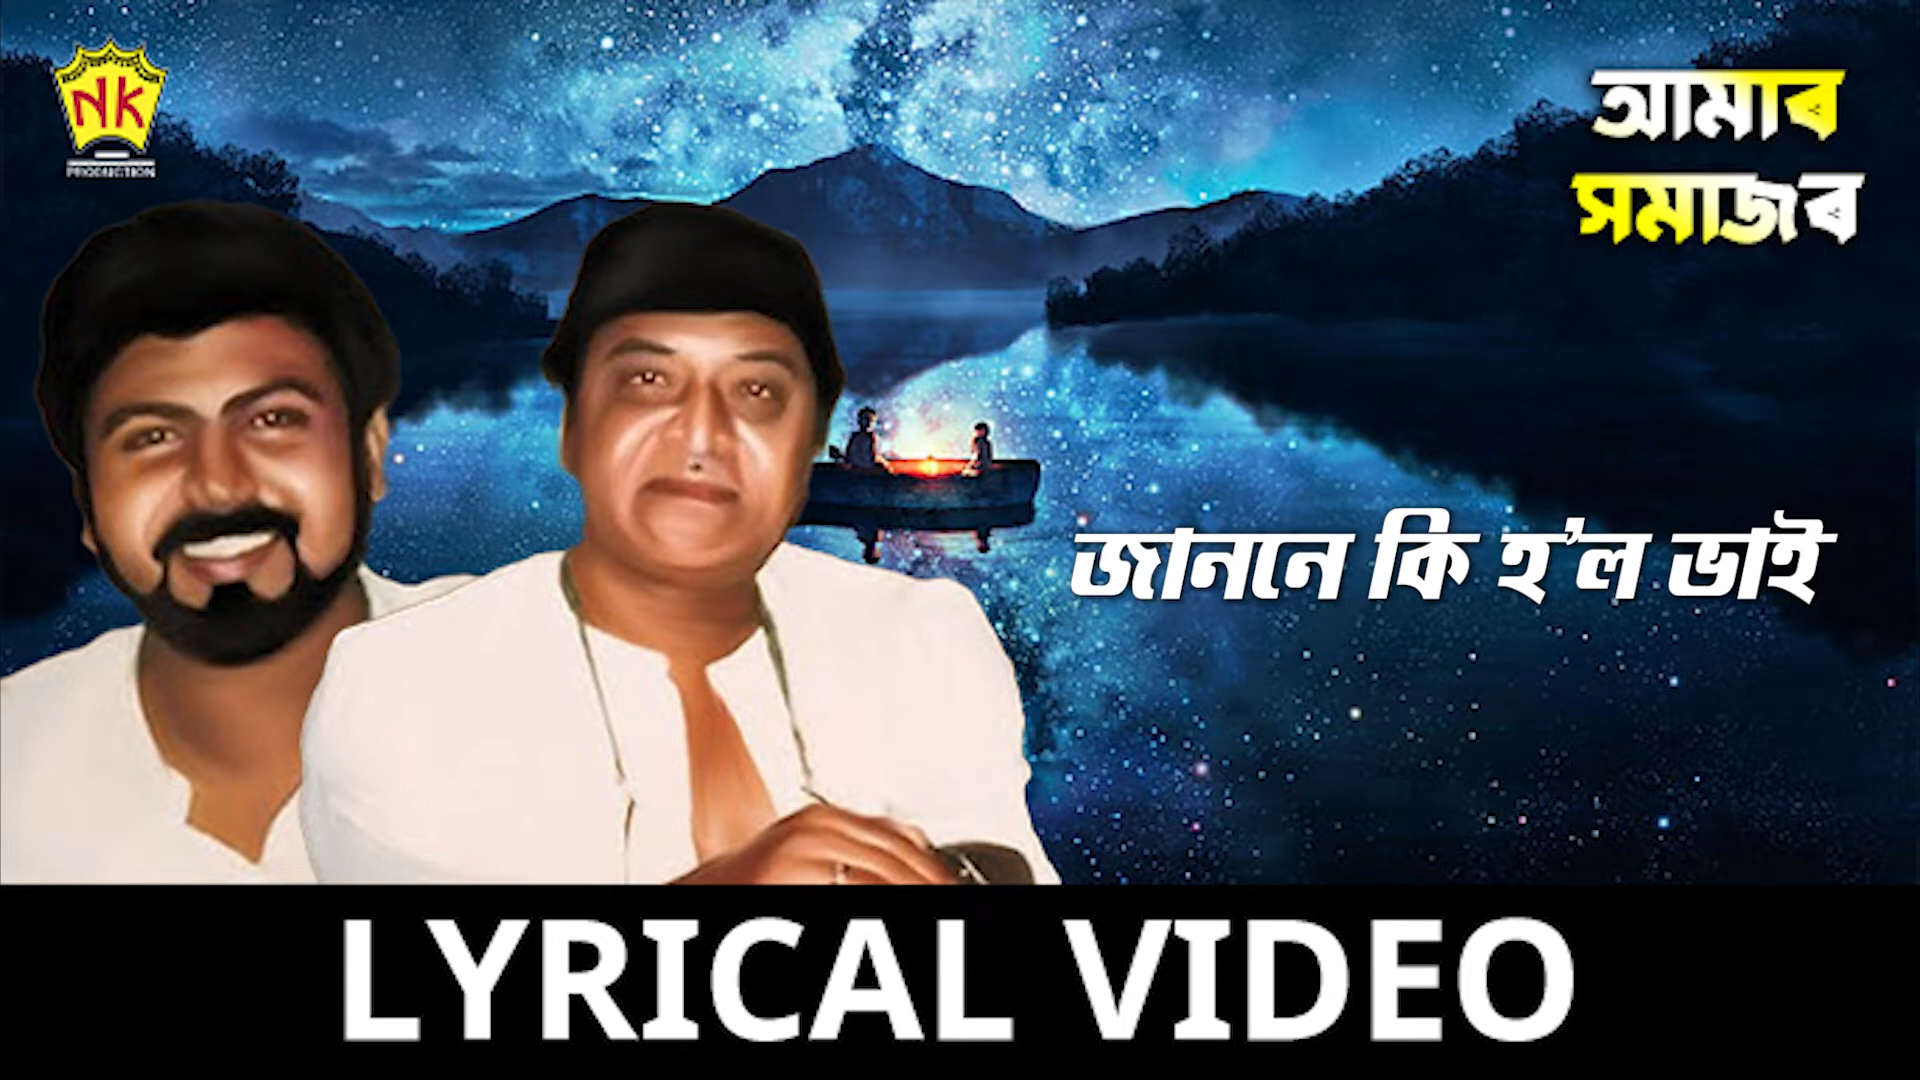 NK
PRODUCTION
আমাৰ
সমাজৰ
জাননে কি হ'ল ভাই
LYRICAL VIDEO